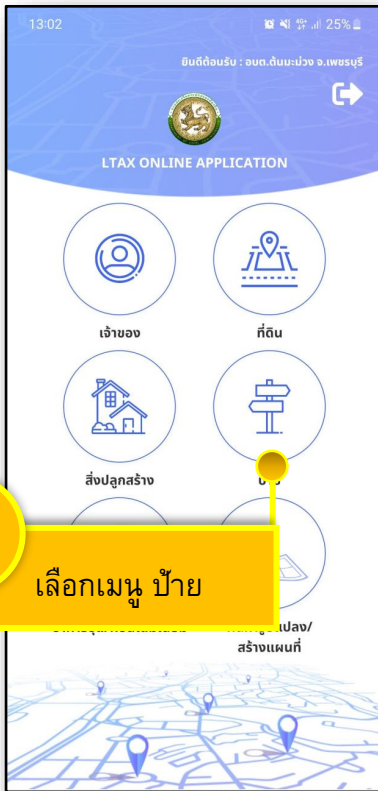 13:02
4G+ 25%
ยินดีต้อนรับ : อบต.ต้นมะม่วง จ.เพชรบุรี
LTAX ONLINE APPLICATION
เจ้าของ
ที่ดิน
สิ่งปลูกสร้าง
เลือกเมนู ป้าย
สร้างแผนที่